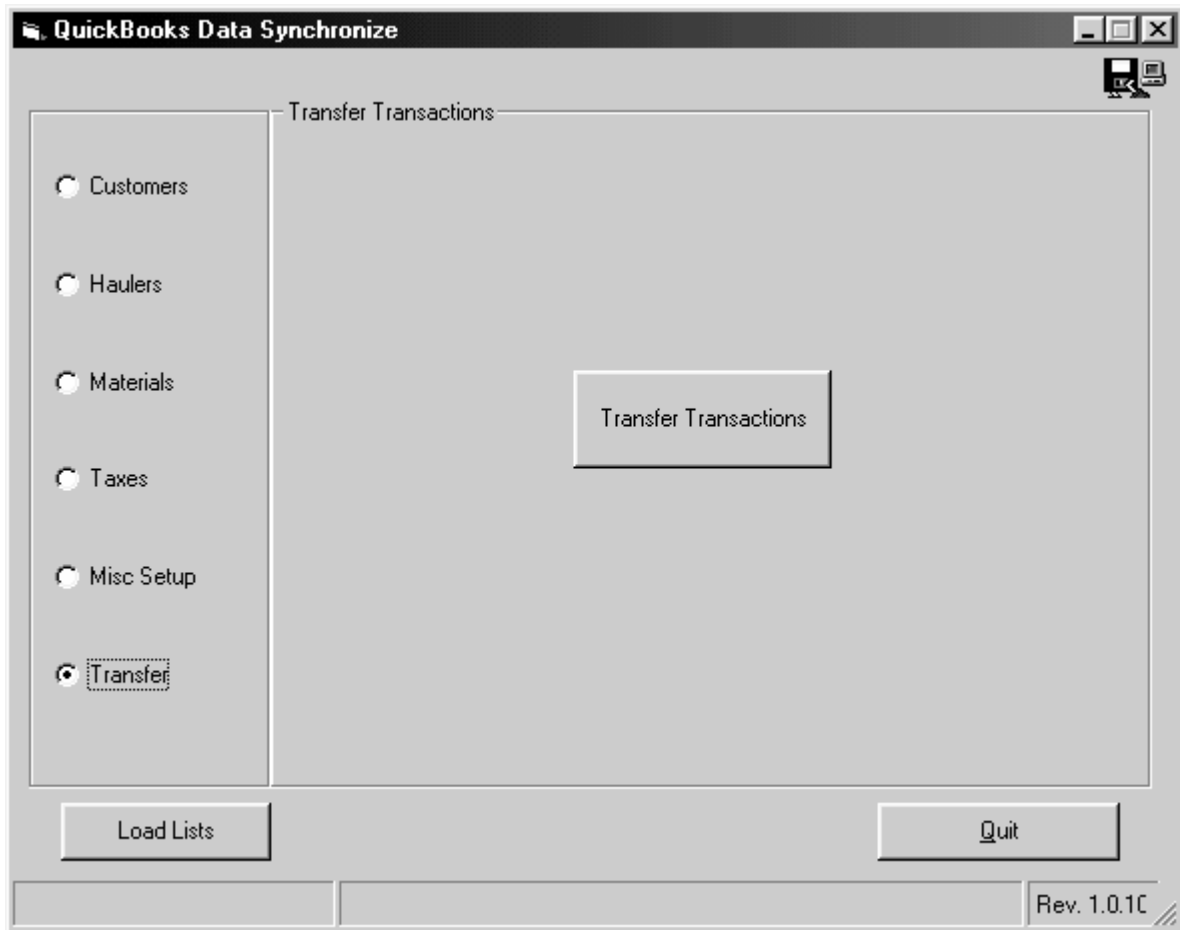 QuickBooks Data Synchronize
Transfer Transactions
Customers
Haulers
Materials
Transfer Transactions
Taxes
Misc Setup
Transfer
Load Lists
Quit
Rev. 1.0.10